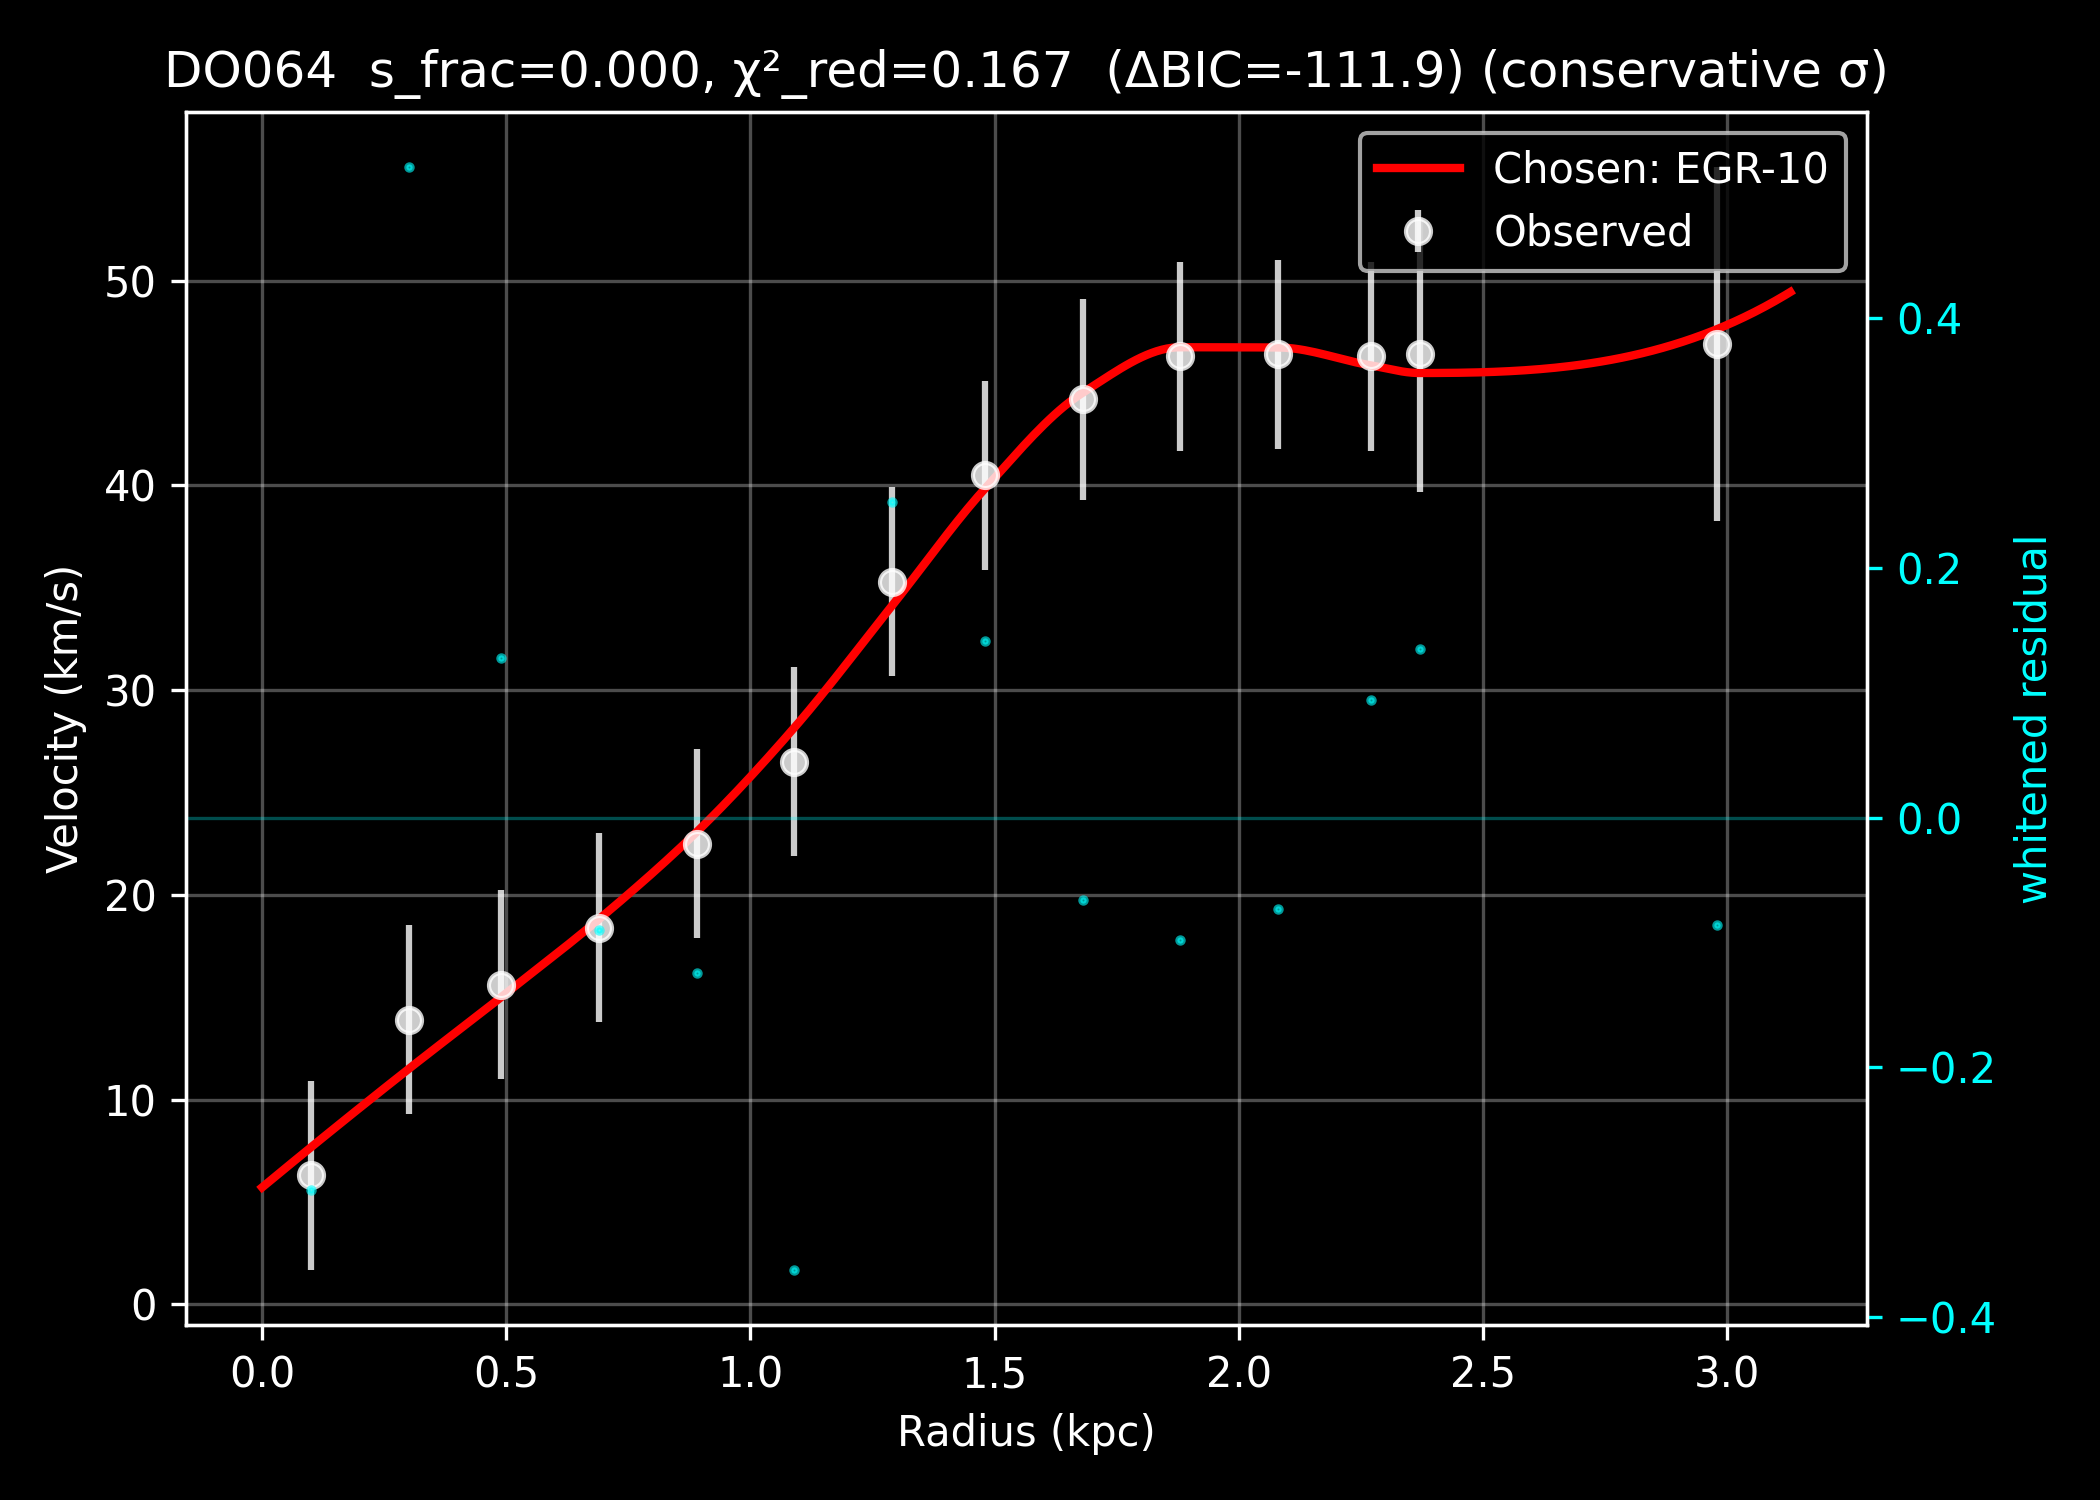 DO064  s_frac=0.000, χ²_red=0.167  (ΔBIC=-111.9) (conservative σ)
Chosen: EGR-10
Observed
50
40
30
20
10
0
Velocity (km/s)
0.4
0.2
0.0
−0.2
−0.4
whitened residual
0.0 0.5 1.0 1.5 2.0 2.5 3.0
Radius (kpc)